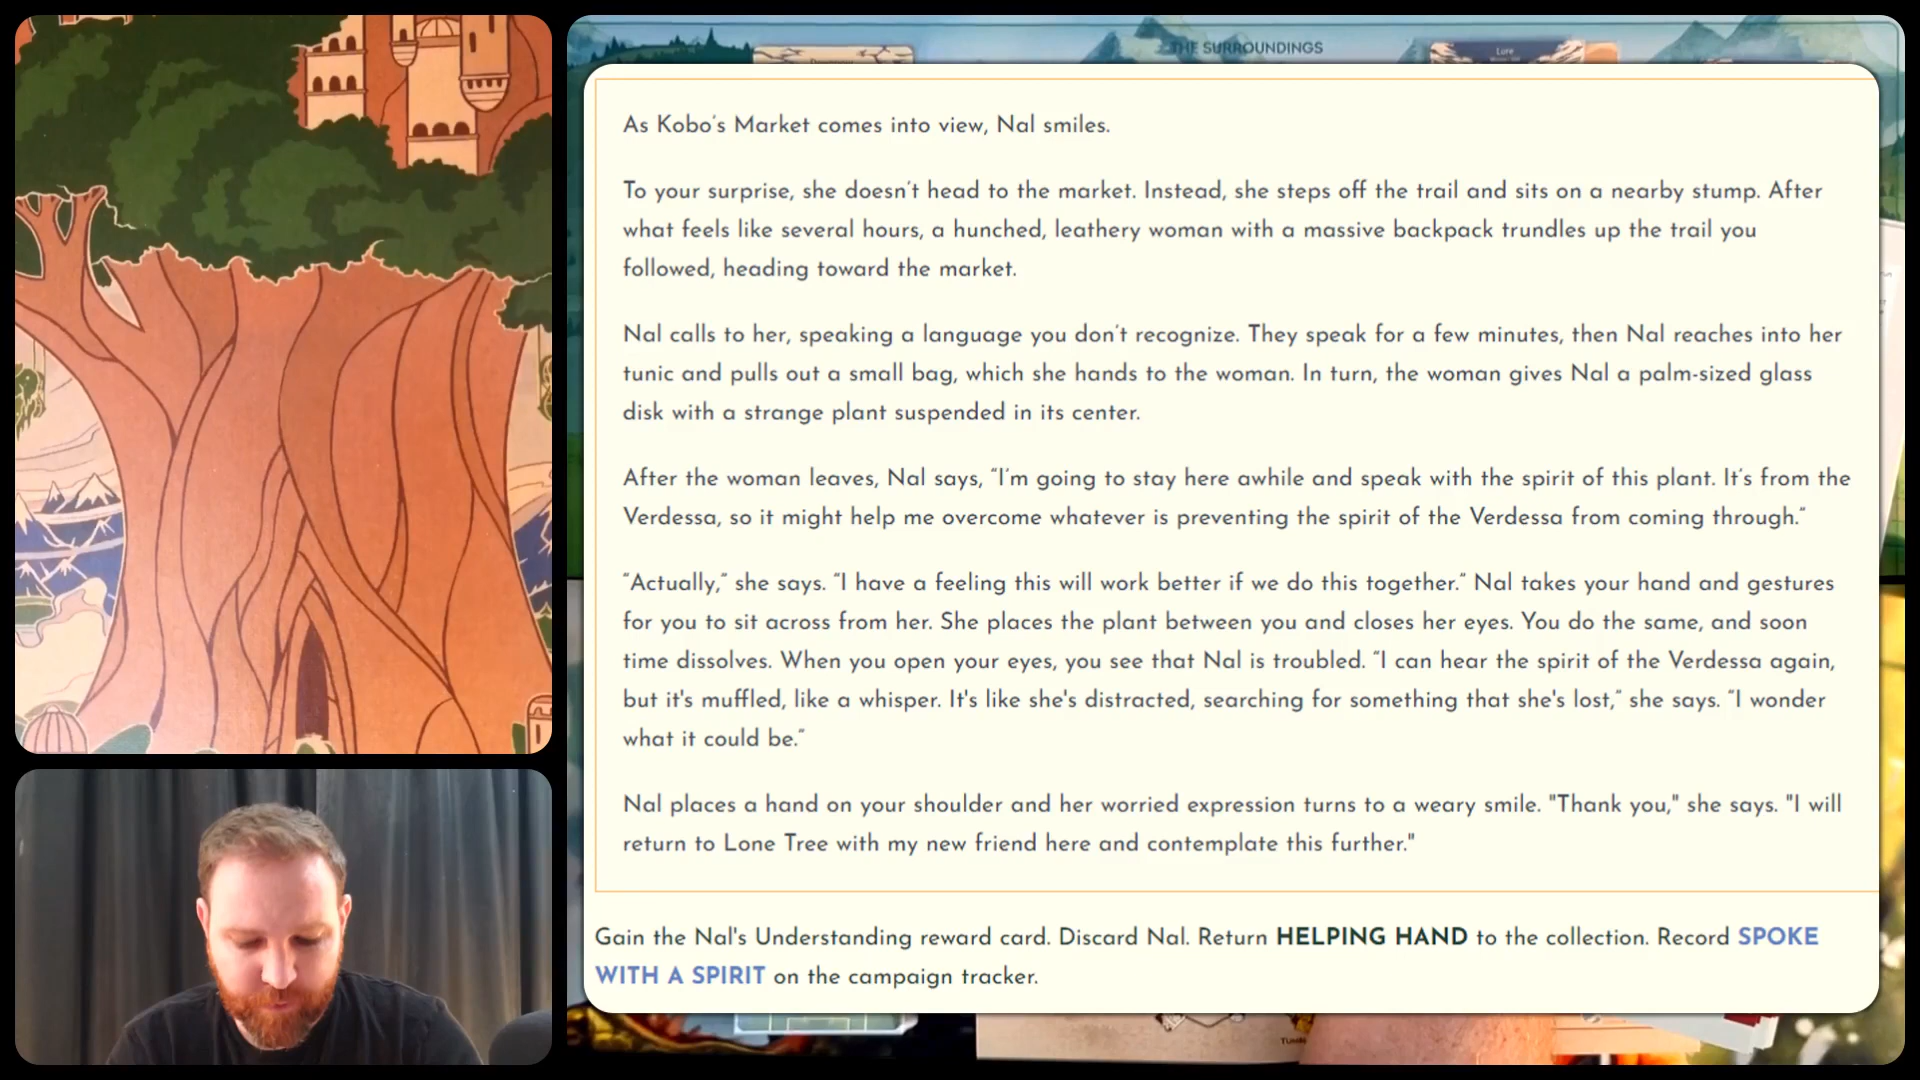 THE SURROUNDINGS
Lore
As Kobo's Market comes into view, Nal smiles.
To your surprise, she doesn't head to the market. Instead, she steps off the trail and sits on a nearby stump. After
what feels like several hours, a hunched, leathery woman with a massive backpack trundles up the trail you
followed, heading toward the market.
Nal calls to her, speaking a language you don't recognize. They speak for a few minutes, then Nal reaches into her
tunic and pulls out a small bag, which she hands to the woman. In turn, the woman gives Nal a palm-sized glass
disk with a strange plant suspended in its center.
After the woman leaves, Nal says, “I'm going to stay here awhile and speak with the spirit of this plant. It's from the
Verdessa, so it might help me overcome whatever is preventing the spirit of the Verdessa from coming through.”
“Actually,” she says. “I have a feeling this will work better if we do this together.” Nal takes your hand and gestures
for you to sit across from her. She places the plant between you and closes her eyes. You do the same, and soon
time dissolves. When you open your eyes, you see that Nal is troubled. “I can hear the spirit of the Verdessa again,
but it's muffled, like a whisper. It's like she's distracted, searching for something that she's lost,” she says. “I wonder
what it could be.”
Nal places a hand on your shoulder and her worried expression turns to a weary smile. "Thank you," she says. "I will
return to Lone Tree with my new friend here and contemplate this further."
Gain the Nal's Understanding reward card. Discard Nal. Return HELPING HAND to the collection. Record SPOKE
WITH A SPIRIT on the campaign tracker.